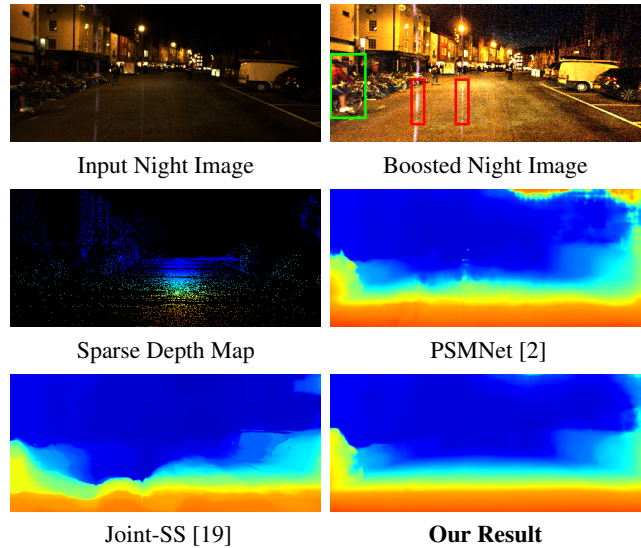 Input Night Image
Boosted Night Image
Sparse Depth Map
PSMNet [2]
Joint-SS [19]
Our Result